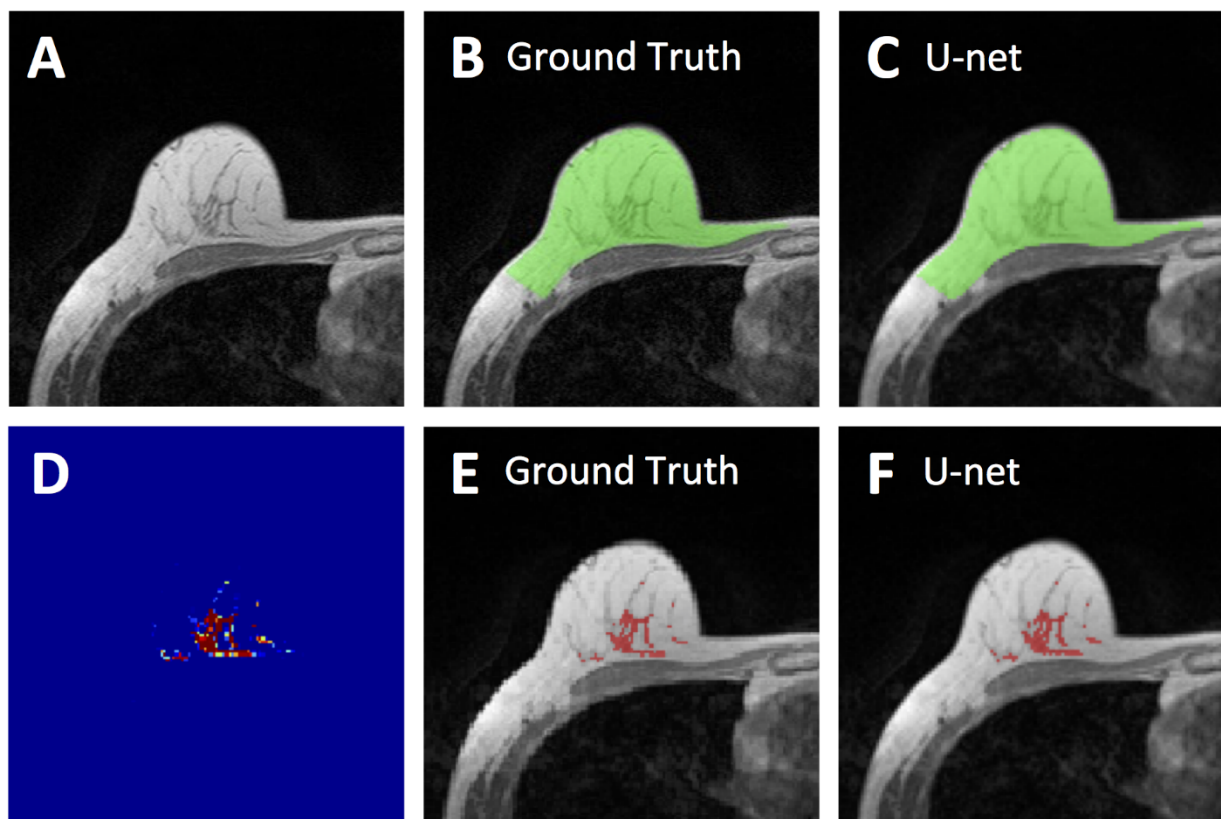 A
B Ground Truth
C U-net
D
E Ground Truth
F U-net